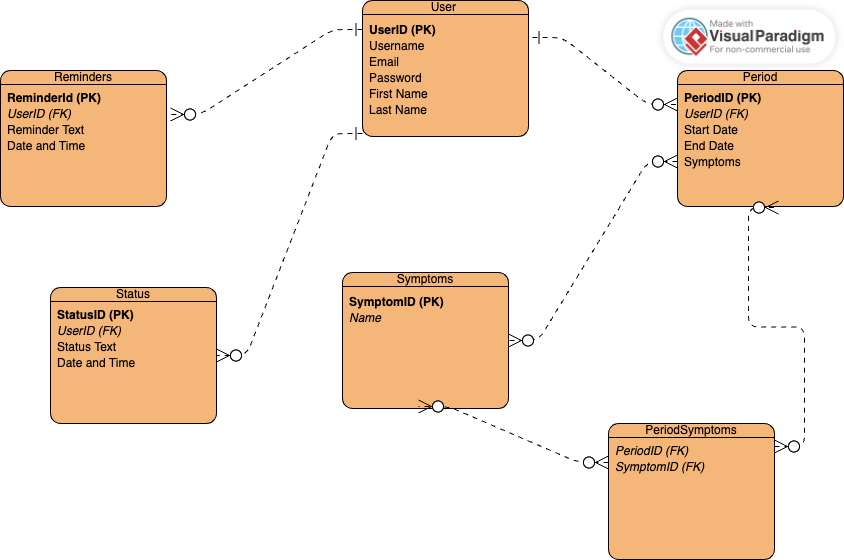 User
UserID (PK)
Username
Email
Password
First Name
Last Name
Made with
Visual Paradigm
For non-commercial use
Reminders
ReminderId (PK)
UserID (FK)
Reminder Text
Date and Time
Period
PeriodID (PK)
UserID (FK)
Start Date
End Date
Symptoms
Status
StatusID (PK)
UserID (FK)
Status Text
Date and Time
Symptoms
SymptomID (PK)
Name
PeriodSymptoms
PeriodID (FK)
SymptomID (FK)